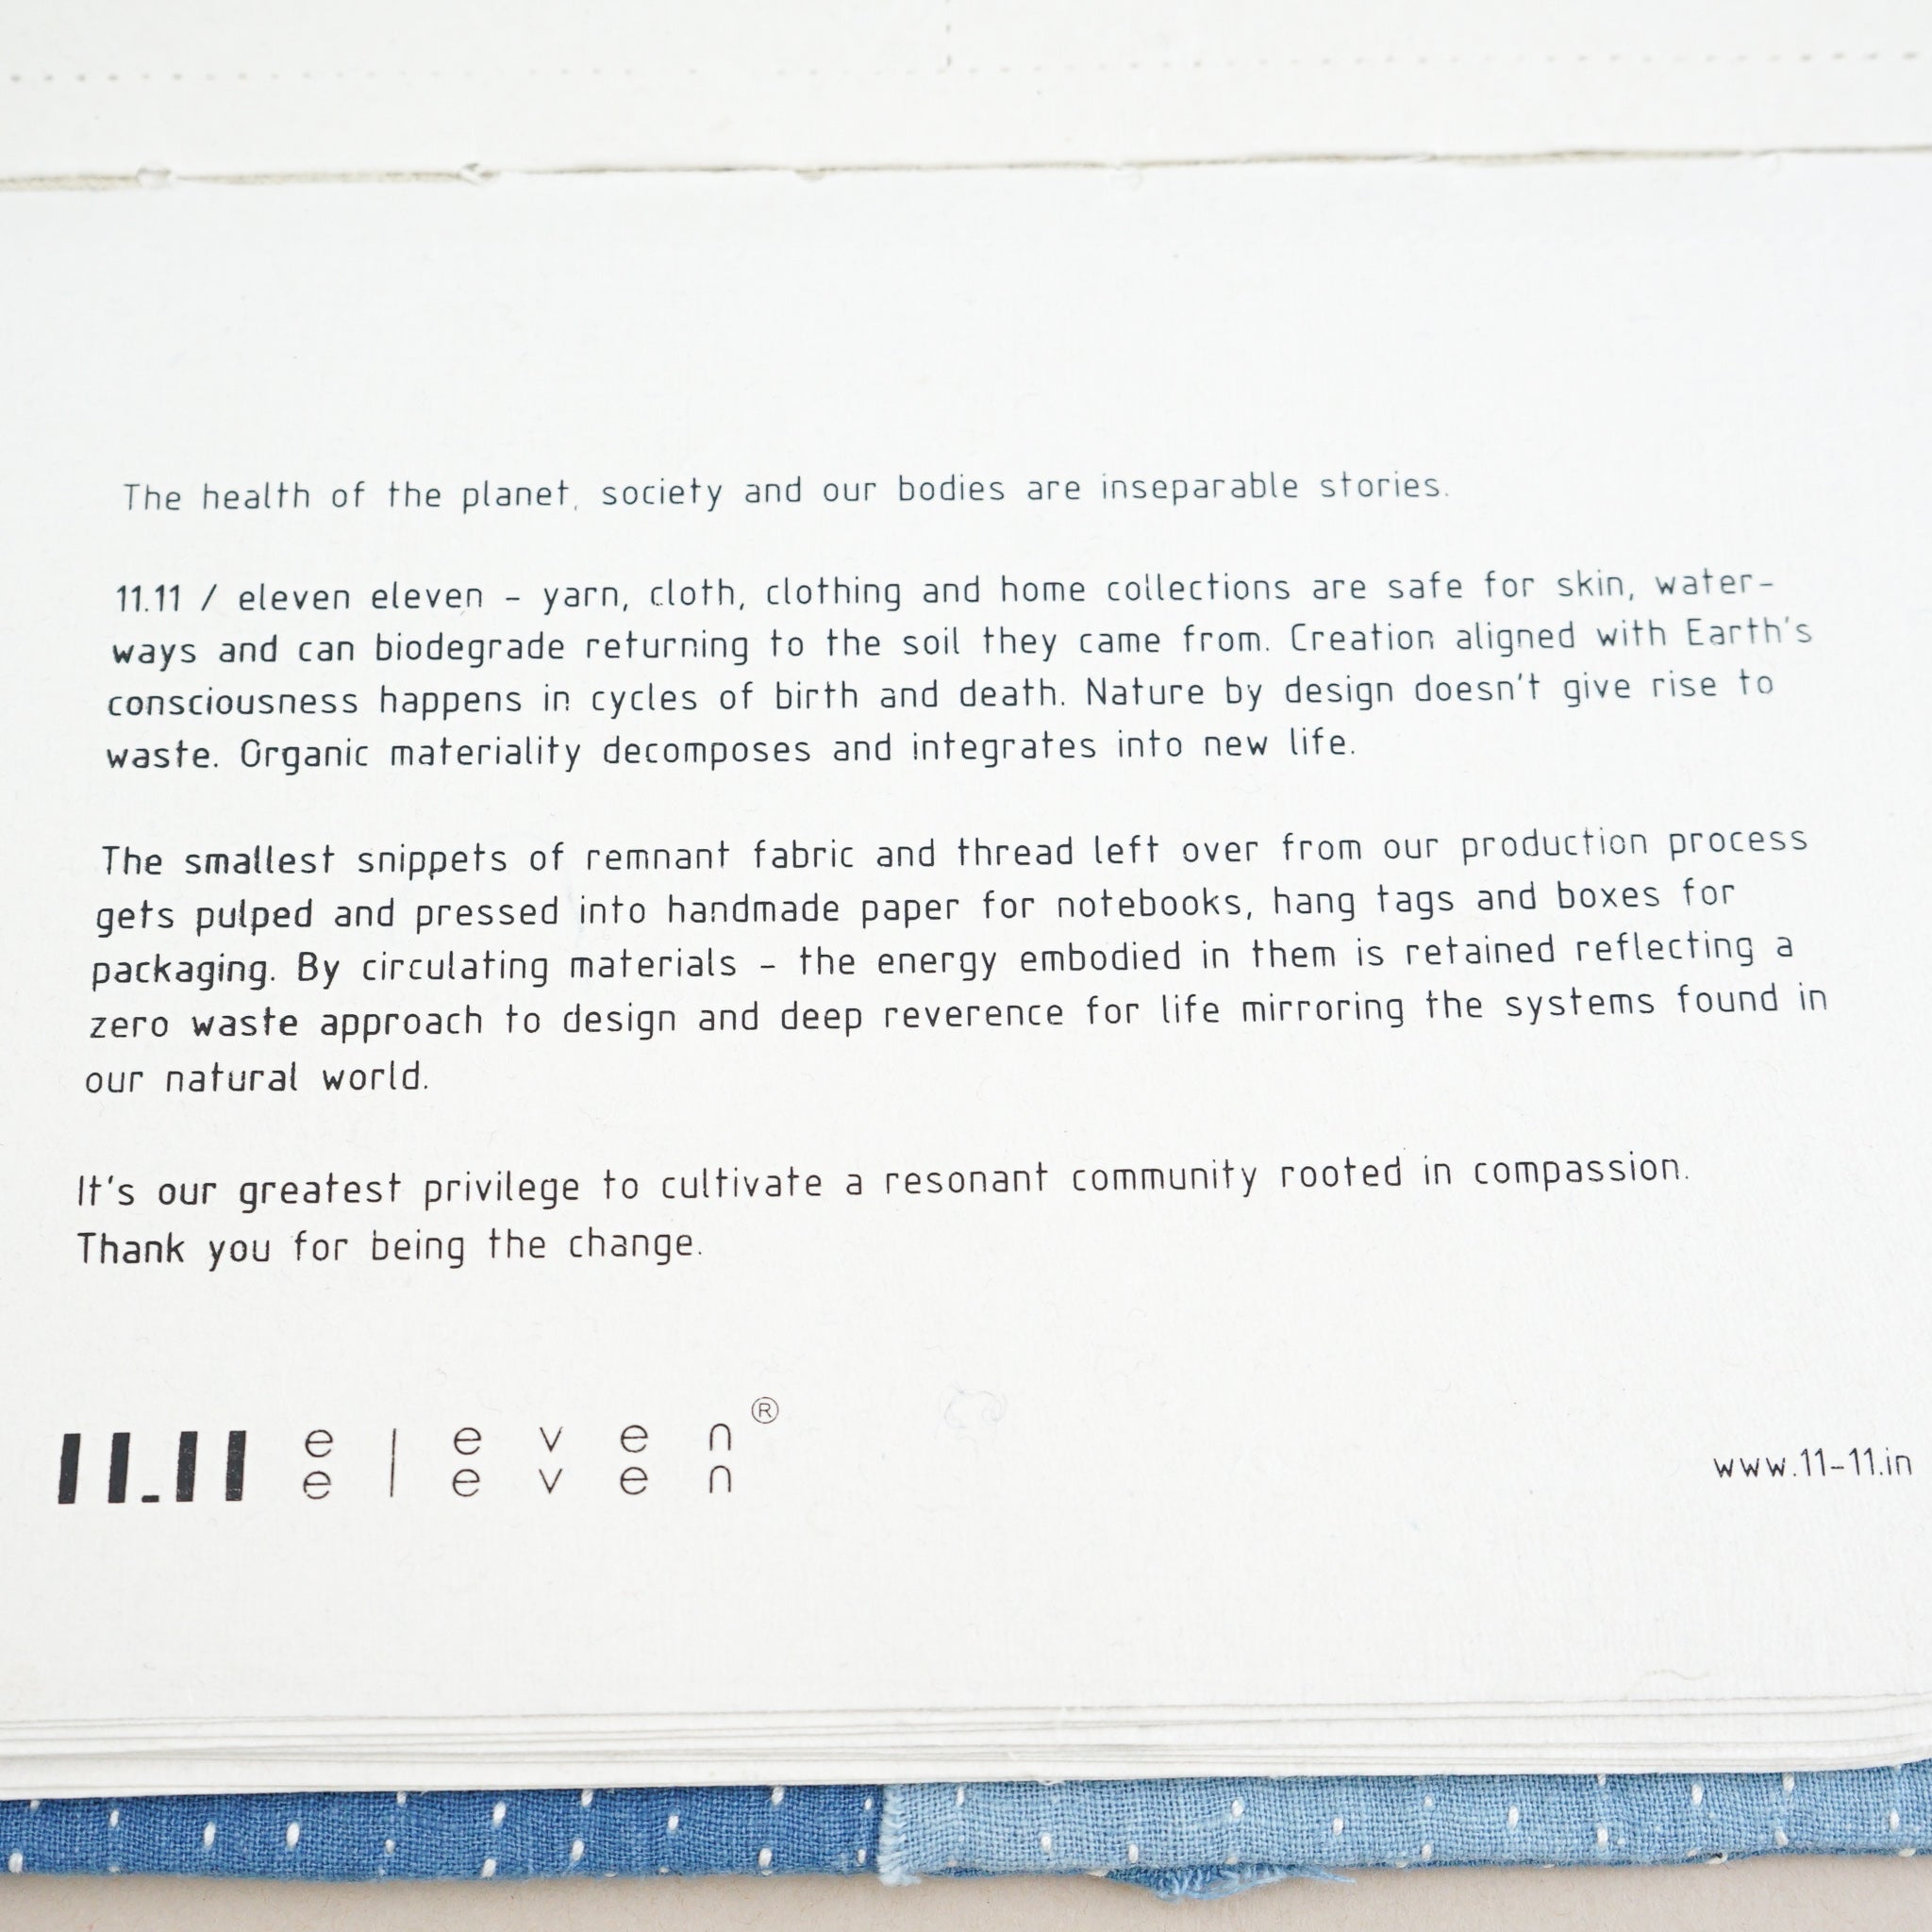 The health of the planet, society and our bodies are inseparable stories.
11.11 / eleven eleven – yarn, cloth, clothing and home collections are safe for skin, water-
ways and can biodegrade returning to the soil they came from. Creation aligned with Earth's
consciousness happens in cycles of birth and death. Nature by design doesn't give rise to
waste. Organic materiality decomposes and integrates into new life.
The smallest snippets of remnant fabric and thread left over from our production process
gets pulped and pressed into handmade paper for notebooks, hang tags and boxes for
packaging. By circulating materials – the energy embodied in them is retained reflecting a
zero waste approach to design and deep reverence for life mirroring the systems found in
our natural world.
It's our greatest privilege to cultivate a resonant community rooted in compassion.
Thank you for being the change.
11.11 eleven®
eleven
www.11-11.in